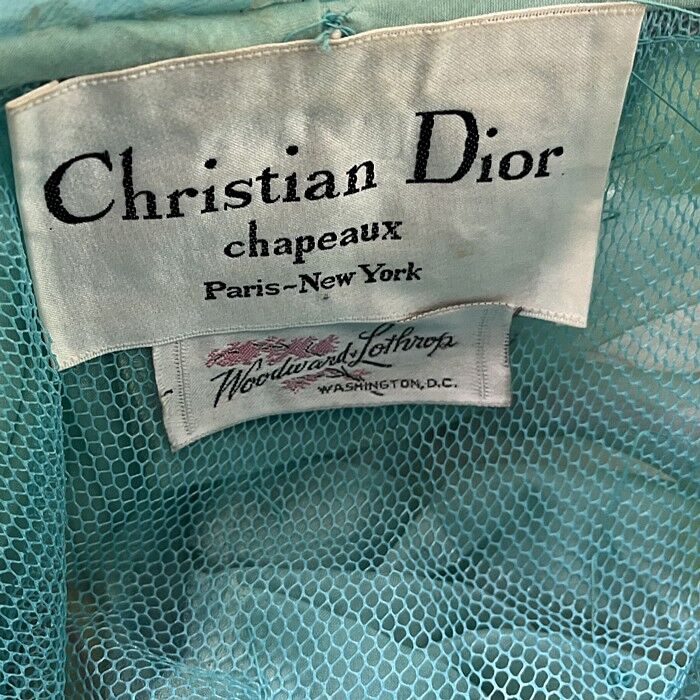 Christian Dior
chapeaux
Paris~New York
Woodward & Lothrop
WASHINGTON, D.C.